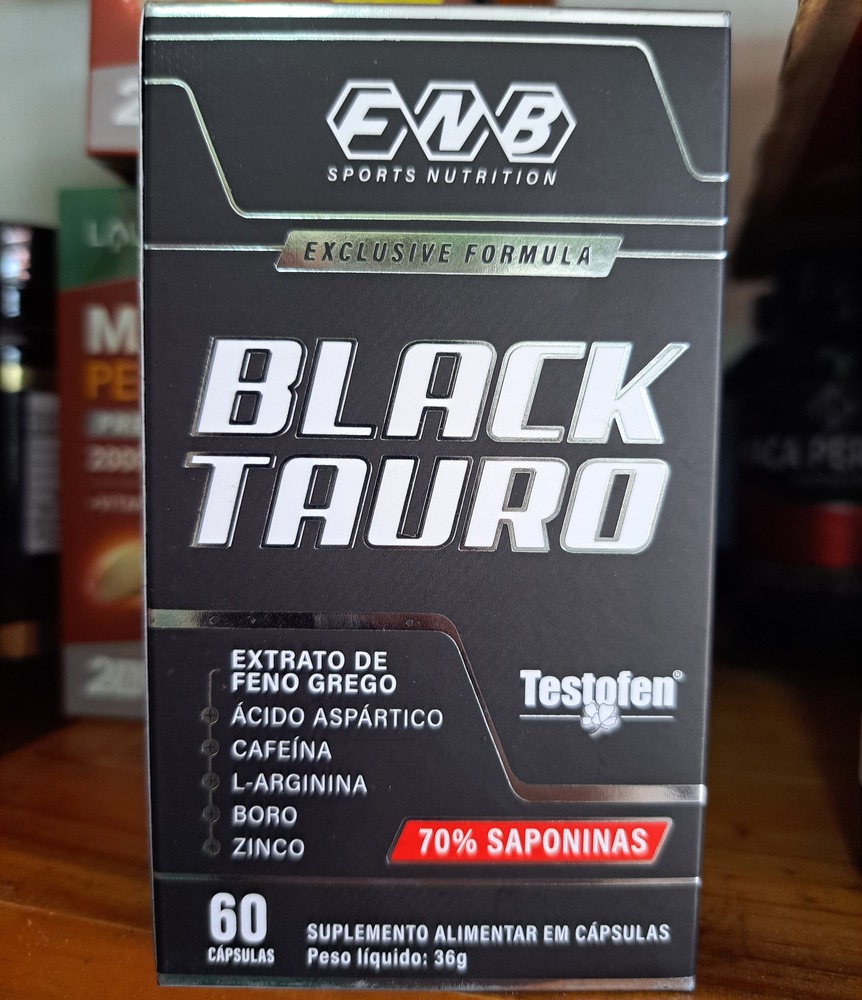 FNB
SPORTS NUTRITION
EXCLUSIVE FORMULA
BLACK
TAURO
EXTRATO DE
FENO GREGO
ÁCIDO ASPÁRTICO
CAFEÍNA
L-ARGININA
BORO
ZINCO
Testofen®
70% SAPONINAS
60
CÁPSULAS
SUPLEMENTO ALIMENTAR EM CÁPSULAS
Peso líquido: 36g